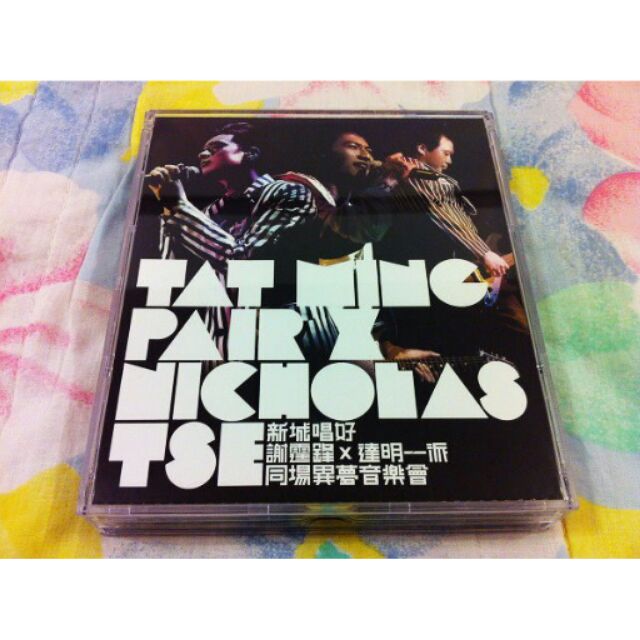 TAT MING
PAIR X
NICHOLAS
TSE
新城唱好
謝霆鋒 x 達明一派
同場異夢音樂會